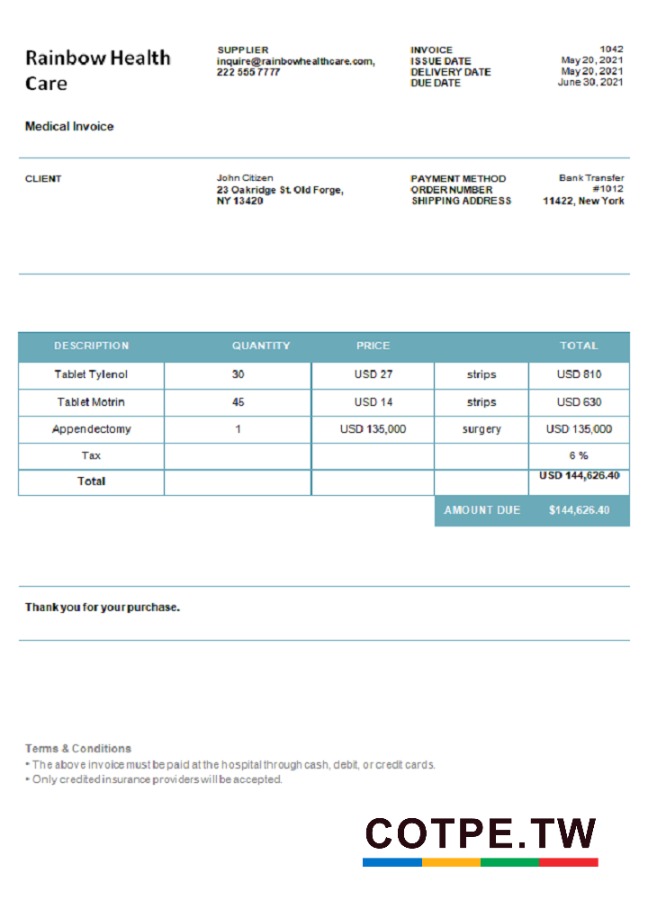 Rainbow Health
Care
SUPPLIER
inquire@rainbowhealthcare.com,
222 555 7777
INVOICE 1042
ISSUE DATE May 20, 2021
DELIVERY DATE May 20, 2021
DUE DATE June 30, 2021
Medical Invoice
CLIENT
John Citizen
23 Oakridge St. Old Forge,
NY 13420
PAYMENT METHOD Bank Transfer
ORDER NUMBER #1012
SHIPPING ADDRESS 11422, New York
DESCRIPTION QUANTITY PRICE TOTAL
Tablet Tylenol 30 USD 27 strips USD 810
Tablet Motrin 45 USD 14 strips USD 630
Appendectomy 1 USD 135,000 surgery USD 135,000
Tax 6 %
Total USD 144,626.40
AMOUNT DUE $144,626.40
Thank you for your purchase.
Terms & Conditions
• The above invoice must be paid at the hospital through cash, debit, or credit cards.
• Only credited insurance providers will be accepted.
COTPE.TW